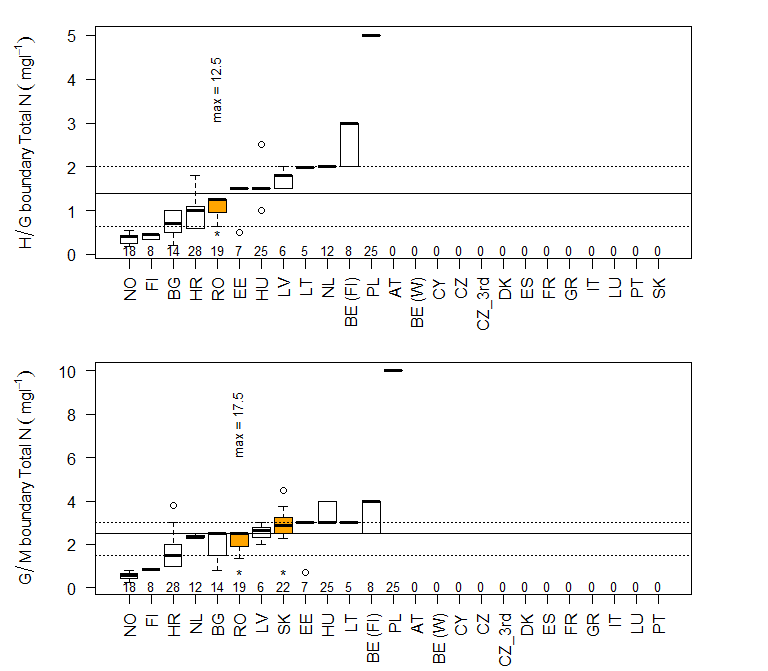 H/G boundary Total N ( mgl⁻¹)
5
4
3
2
1
0
max = 12.5
*
18 8 14 28 19 7 25 6 5 12 8 25 0 0 0 0 0 0 0 0 0 0 0 0 0
NO FI BG HR RO EE HU LV LT NL BE (Fl) PL AT BE (W) CY CZ CZ_3rd DK ES FR GR IT LU PT SK
G/M boundary Total N ( mgl⁻¹)
10
8
6
4
2
0
max = 17.5
* *
18 8 28 12 14 19 6 22 7 25 5 8 25 0 0 0 0 0 0 0 0 0 0 0 0
NO FI HR NL BG RO LV SK EE HU LT BE (Fl) PL AT BE (W) CY CZ CZ_3rd DK ES FR GR IT LU PT